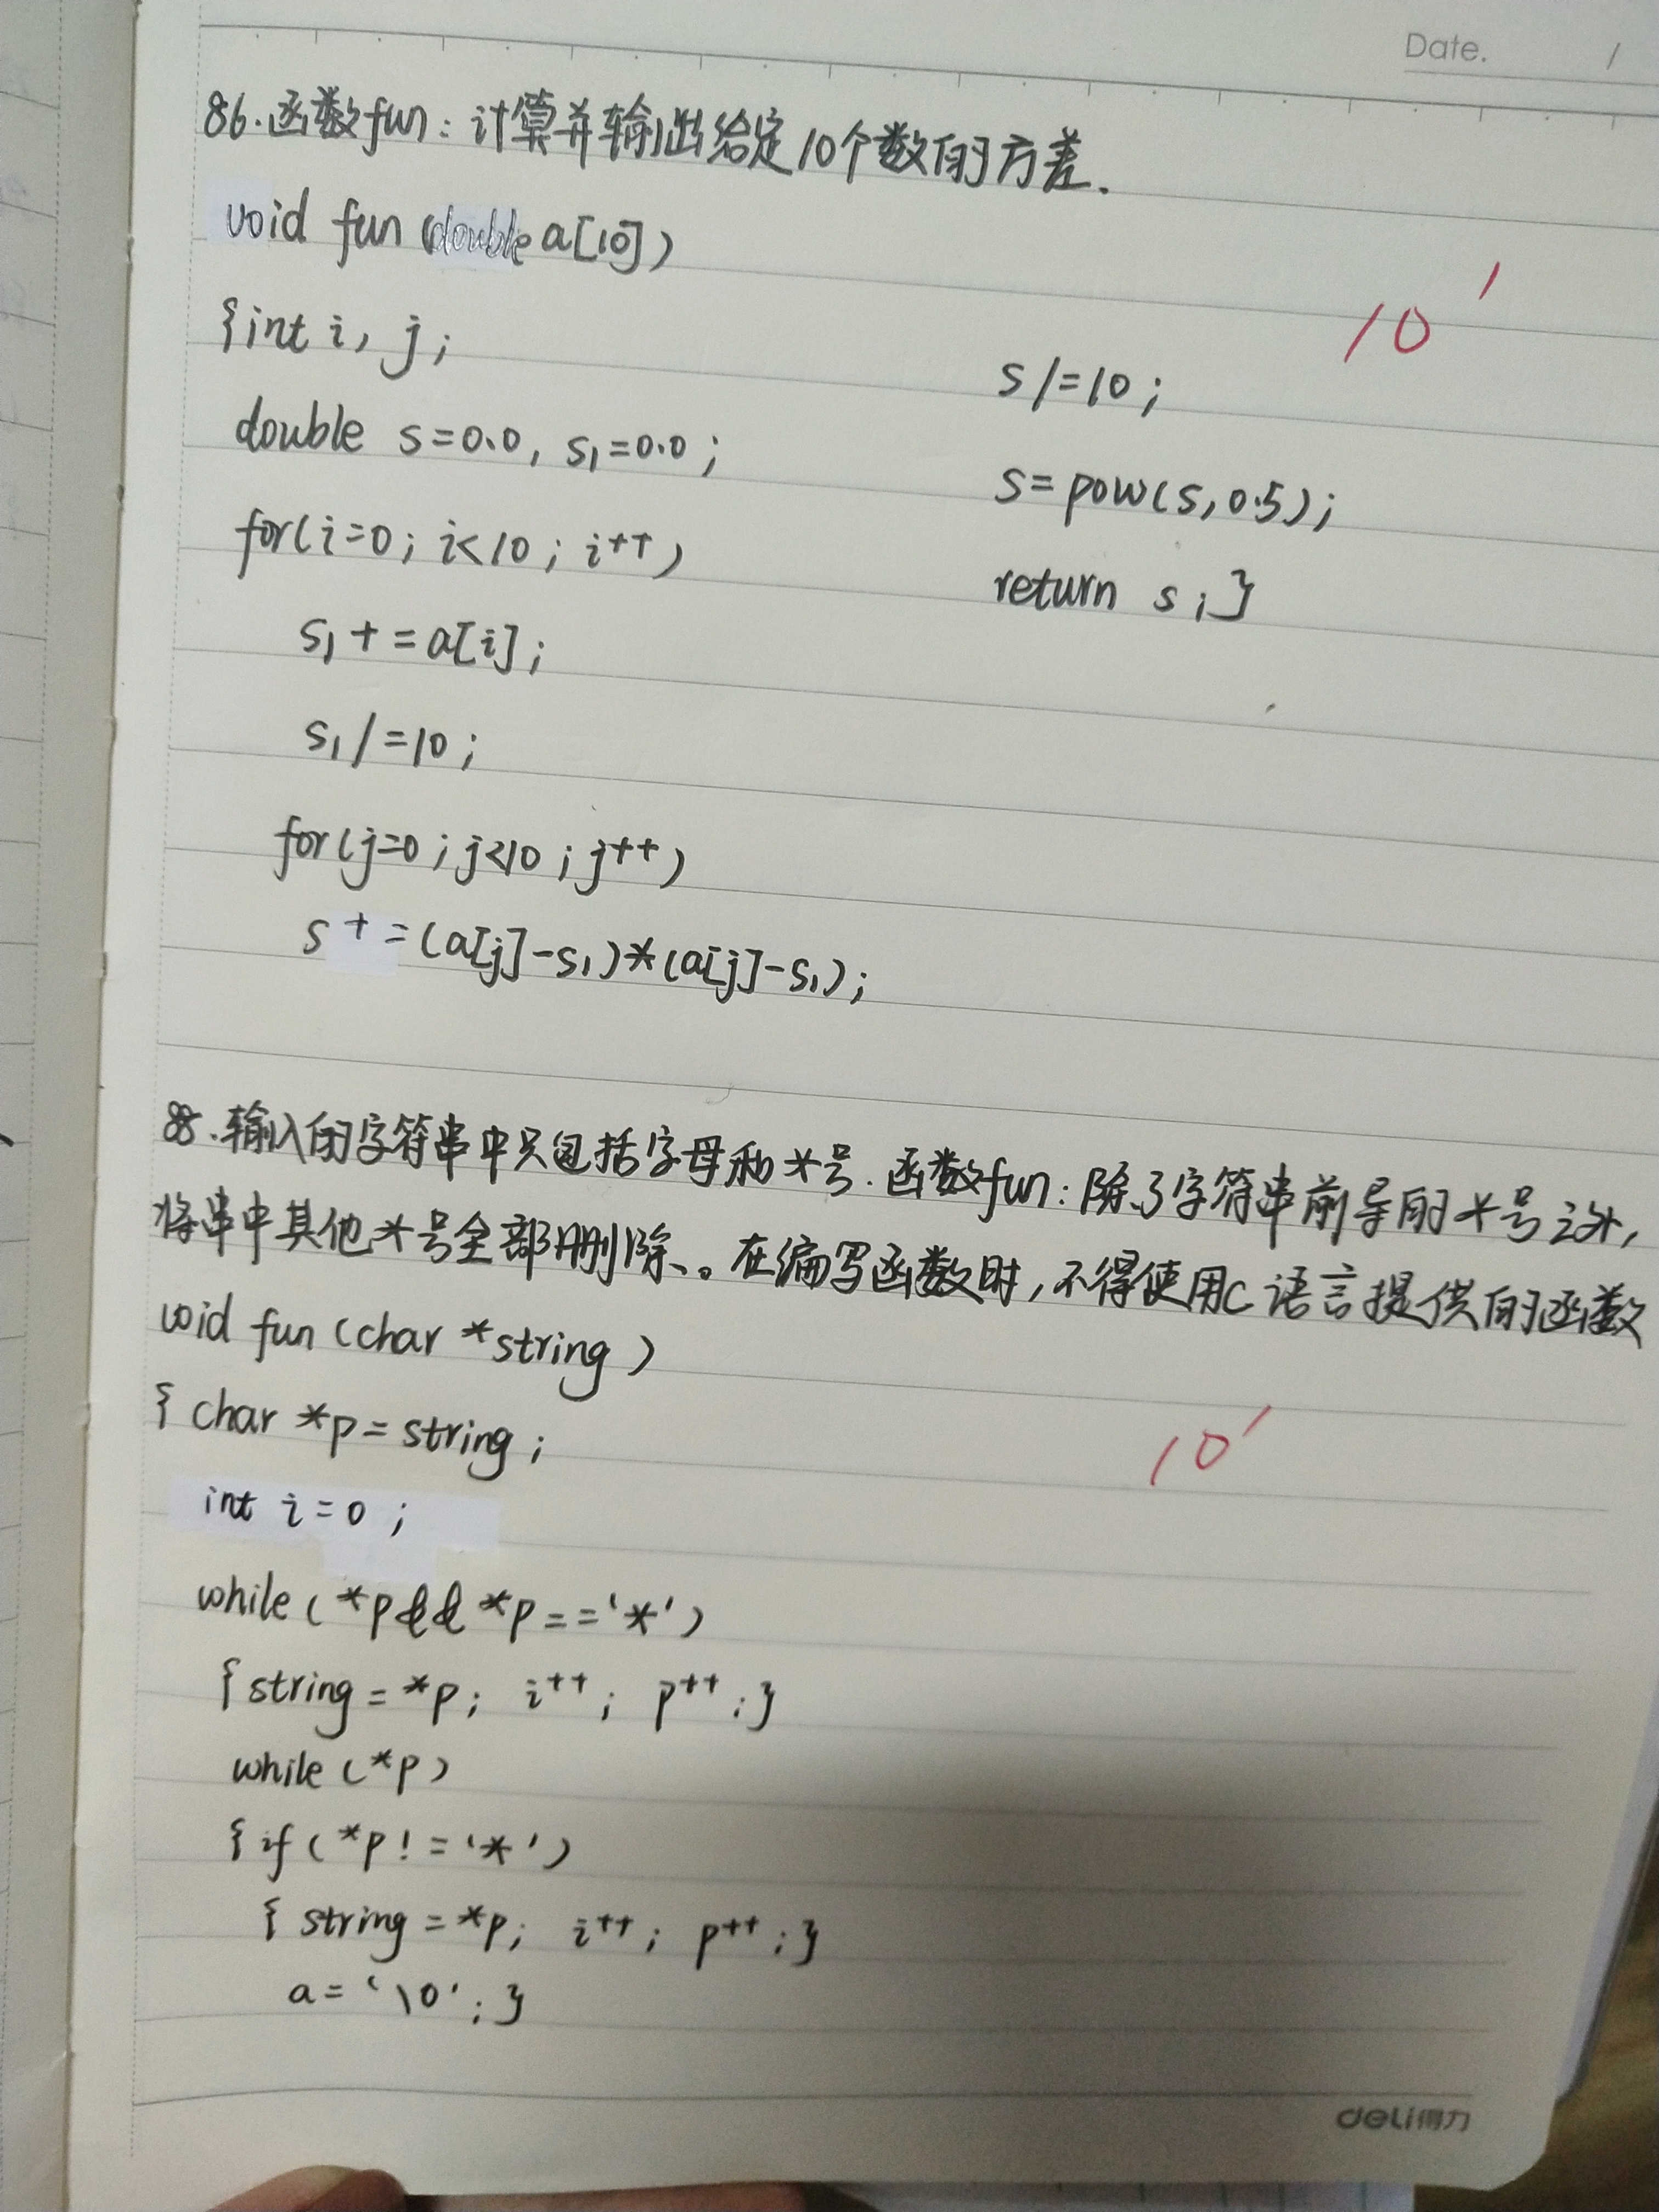 Date. /
86.函数fun:计算并输出给定10个数的方差.
void fun (double a[10])
{int i, j;
double s=0.0, s1=0.0;
for(i=0; i<10; i++)
s1+=a[i];
s1/=10;
for(j=0;j<10;j++)
s+=(a[j]-s1)*(a[j]-s1);
10'
s/=10;
s=pow(s,0.5);
return s;}
88.输入的字符串中只包括字母和*号.函数fun:除了字符串前导的*号之外,
将串中其他*号全部删除。在编写函数时,不得使用C语言提供的函数
void fun (char *string)
{ char *p=string;
10'
int i=0;
while(*p&&*p=='*')
{string=*p; i++; p++;}
while(*p)
{if(*p!='*')
{ string=*p; i++; p++;}
a='\0';}
deli得力